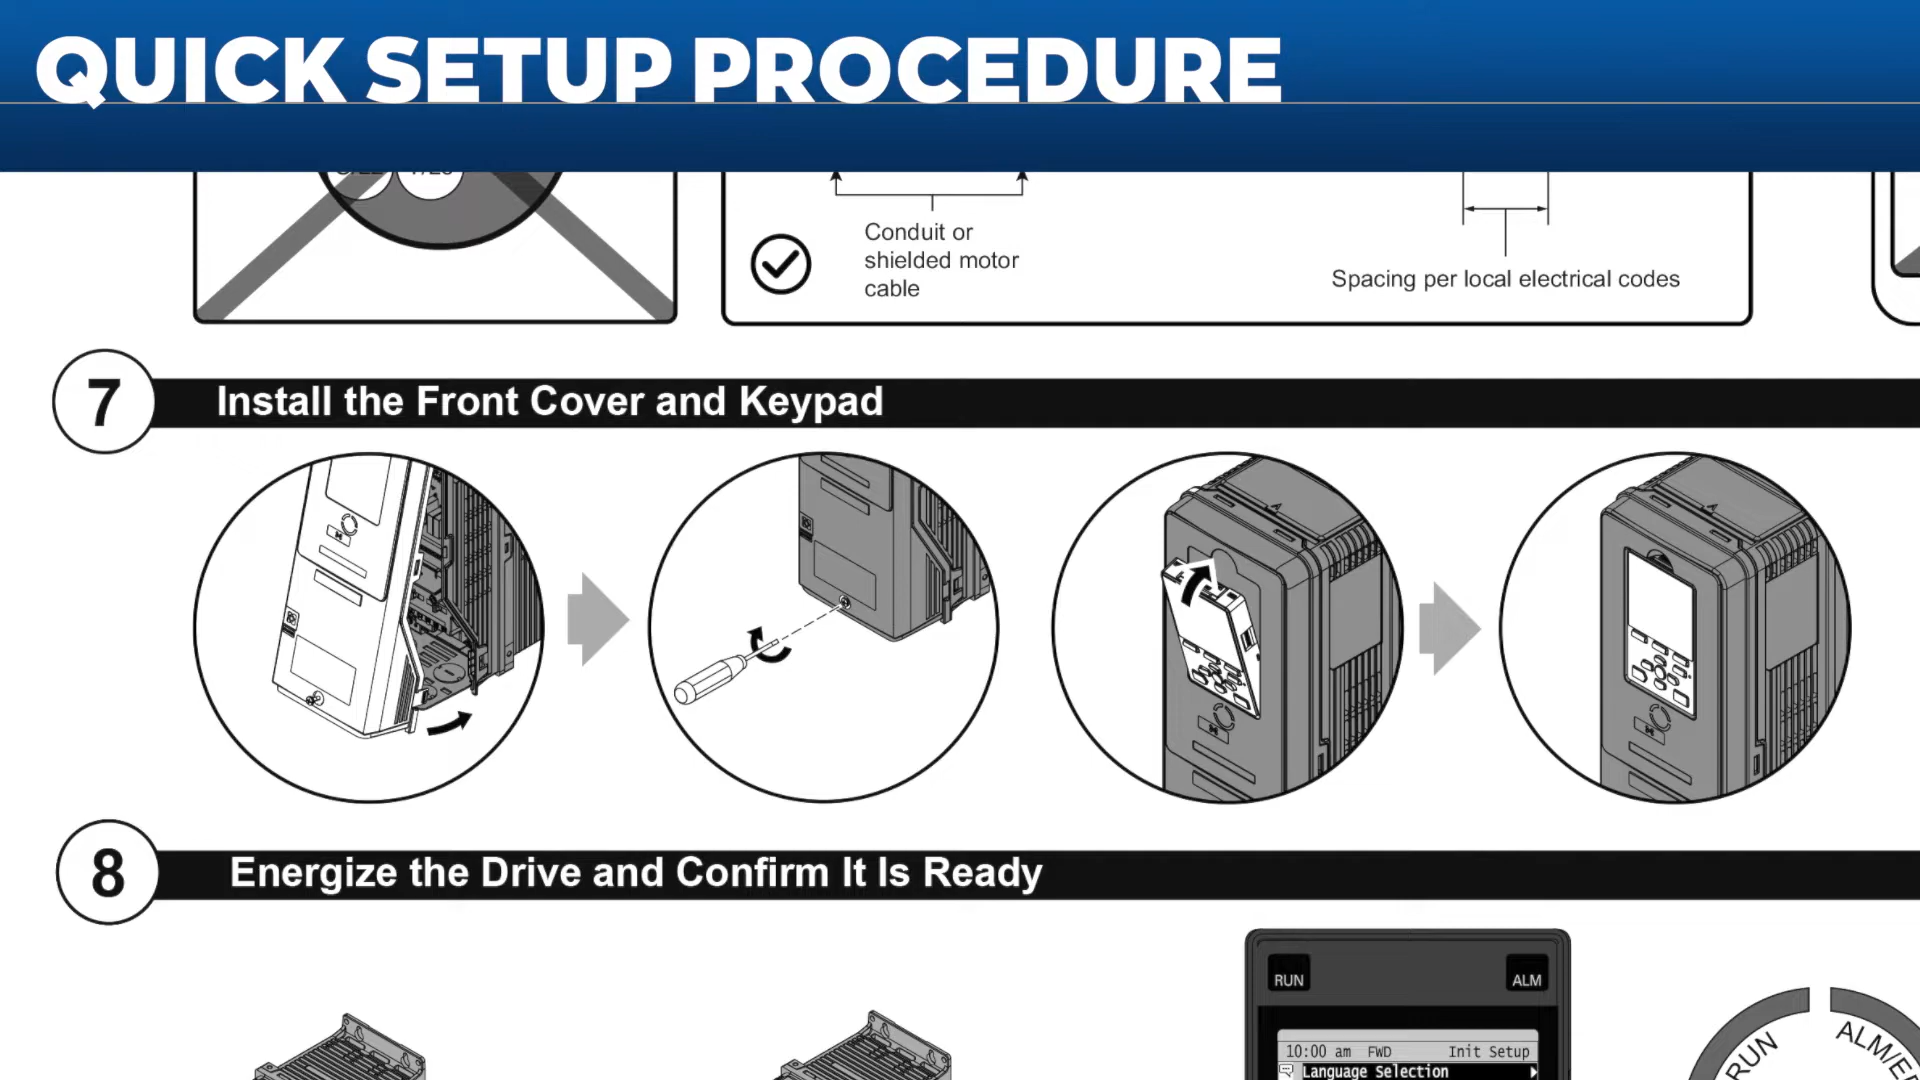 QUICK SETUP PROCEDURE
Conduit or
shielded motor
cable
Spacing per local electrical codes
7
Install the Front Cover and Keypad
8
Energize the Drive and Confirm It Is Ready
RUN
ALM
10:00 am FWD Init Setup
Language Selection
RUN